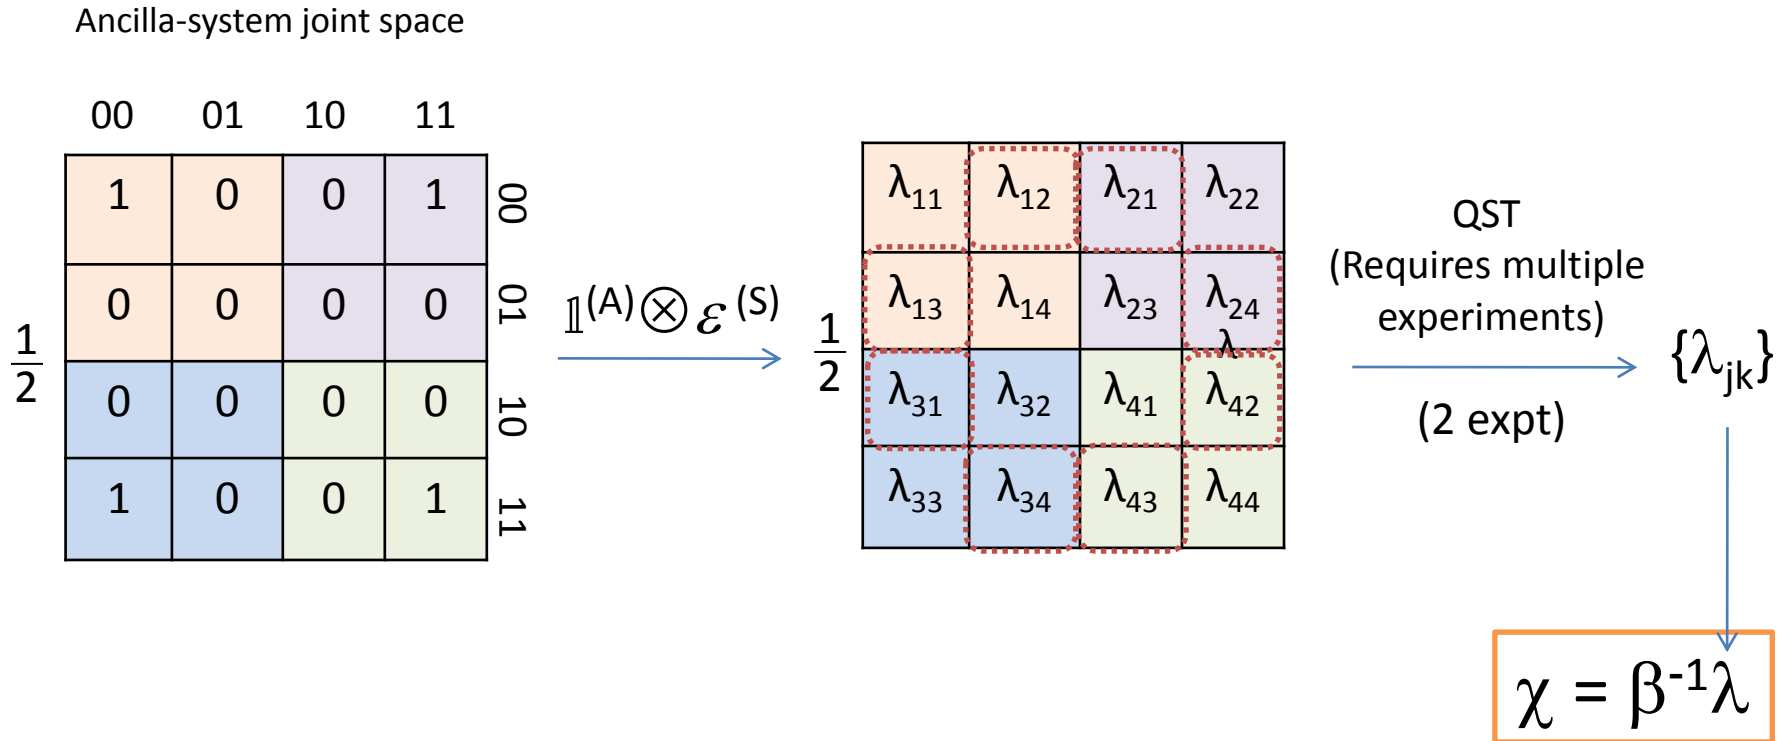 Ancilla-system joint space
00 01 10 11
1 0 0 1 00
0 0 0 0 01
0 0 0 0 10
1 0 0 1 11
1
2
𝟙(A)⊗ℰ(S)
1
2
λ11 λ12 λ21 λ22
λ13 λ14 λ23 λ24
λ
λ31 λ32 λ41 λ42
λ33 λ34 λ43 λ44
QST
(Requires multiple
experiments)
(2 expt)
{λjk}
χ = β-1λ